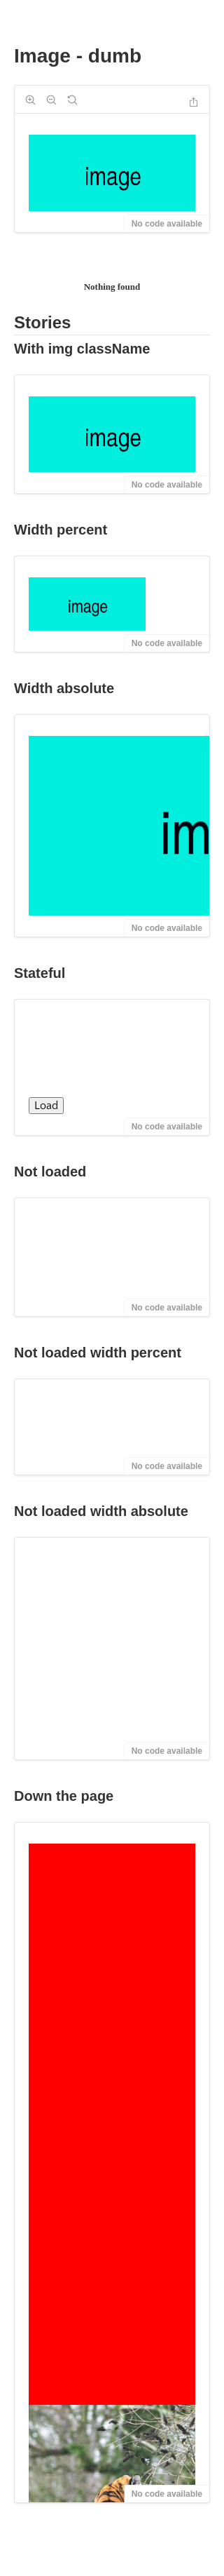 Image - dumb
image
No code available
Nothing found
Stories
With img className
image
No code available
Width percent
image
No code available
Width absolute
im
No code available
Stateful
Load
No code available
Not loaded
No code available
Not loaded width percent
No code available
Not loaded width absolute
No code available
Down the page
No code available